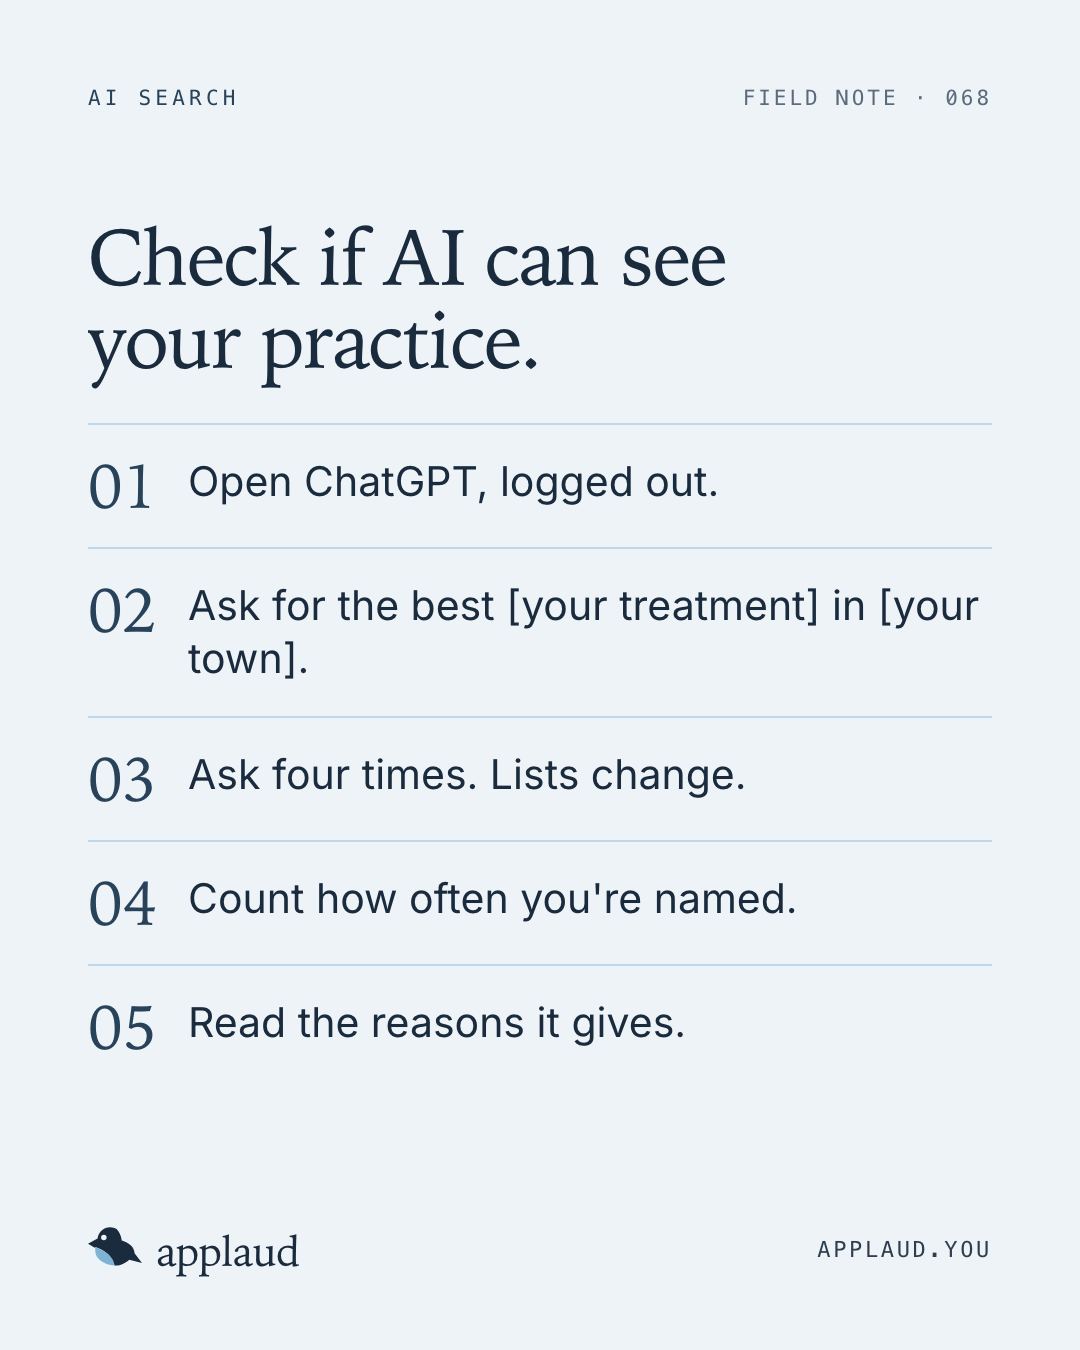 AI SEARCH
FIELD NOTE · 068
Check if AI can see
your practice.
01 Open ChatGPT, logged out.
02 Ask for the best [your treatment] in [your
town].
03 Ask four times. Lists change.
04 Count how often you're named.
05 Read the reasons it gives.
applaud
APPLAUD.YOU